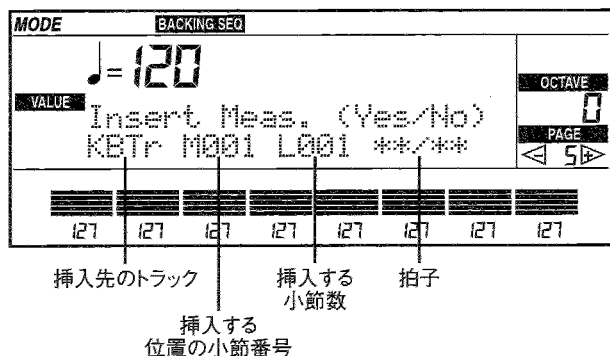 MODE BACKING SEQ
♩=120
OCTAVE
0
VALUE
Insert Meas. (Yes/No)
PAGE
KBTr M001 L001 **/**
- 5 +
127 127 127 127 127 127 127 127
挿入先のトラック
挿入する
小節数
拍子
挿入する
位置の小節番号